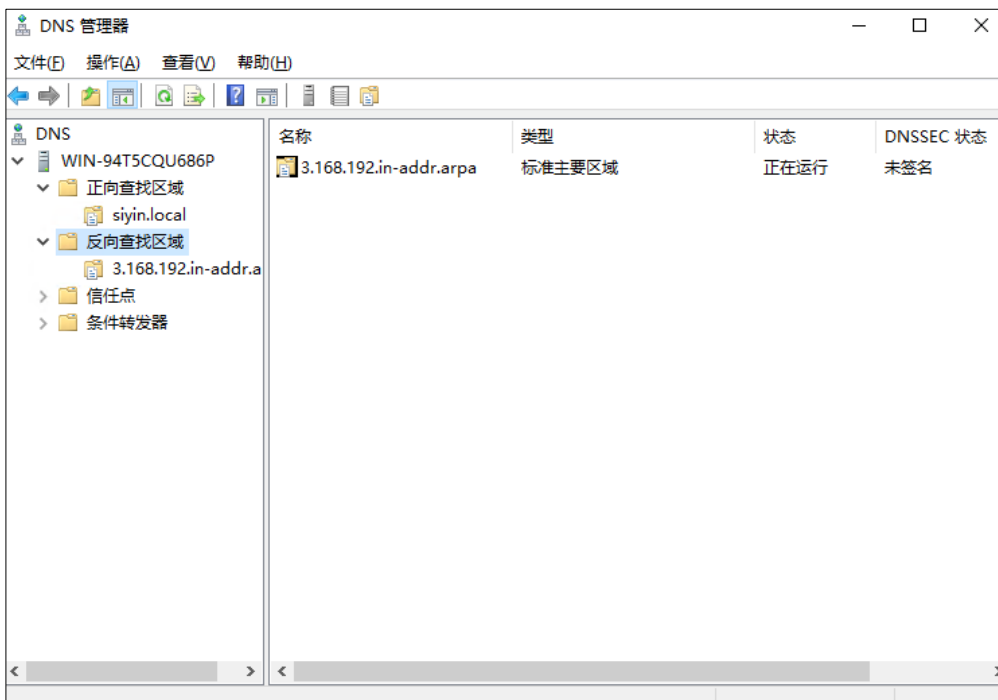 DNS 管理器
文件(F) 操作(A) 查看(V) 帮助(H)
DNS
WIN-94T5CQU686P
正向查找区域
siyin.local
反向查找区域
3.168.192.in-addr.a
信任点
条件转发器
名称 类型 状态 DNSSEC 状态
3.168.192.in-addr.arpa 标准主要区域 正在运行 未签名